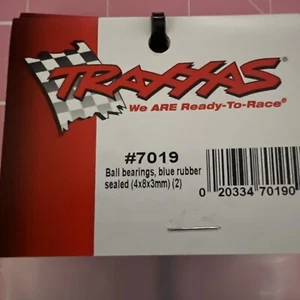 TRAXXAS
We ARE Ready-To-Race®
#7019
Ball bearings, blue rubber
sealed (4x8x3mm) (2)
0 20334 70190